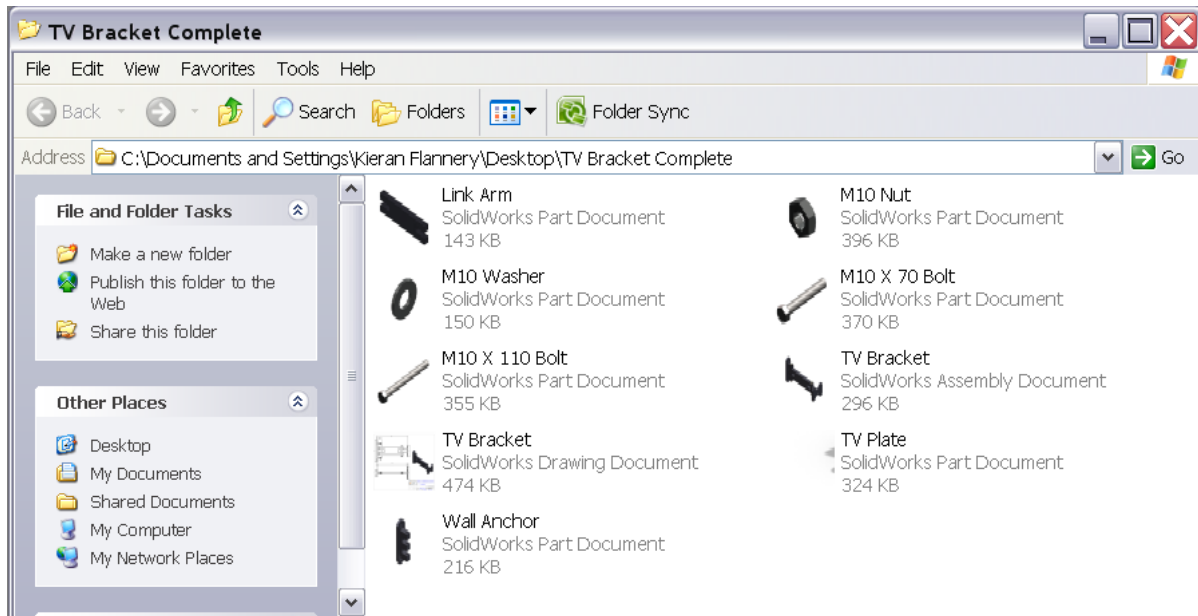 TV Bracket Complete
File Edit View Favorites Tools Help
Back Search Folders Folder Sync
Address C:\Documents and Settings\Kieran Flannery\Desktop\TV Bracket Complete Go
File and Folder Tasks
Make a new folder
Publish this folder to the
Web
Share this folder
Other Places
Desktop
My Documents
Shared Documents
My Computer
My Network Places
Link Arm
SolidWorks Part Document
143 KB
M10 Nut
SolidWorks Part Document
396 KB
M10 Washer
SolidWorks Part Document
150 KB
M10 X 70 Bolt
SolidWorks Part Document
370 KB
M10 X 110 Bolt
SolidWorks Part Document
355 KB
TV Bracket
SolidWorks Assembly Document
296 KB
TV Bracket
SolidWorks Drawing Document
474 KB
TV Plate
SolidWorks Part Document
324 KB
Wall Anchor
SolidWorks Part Document
216 KB